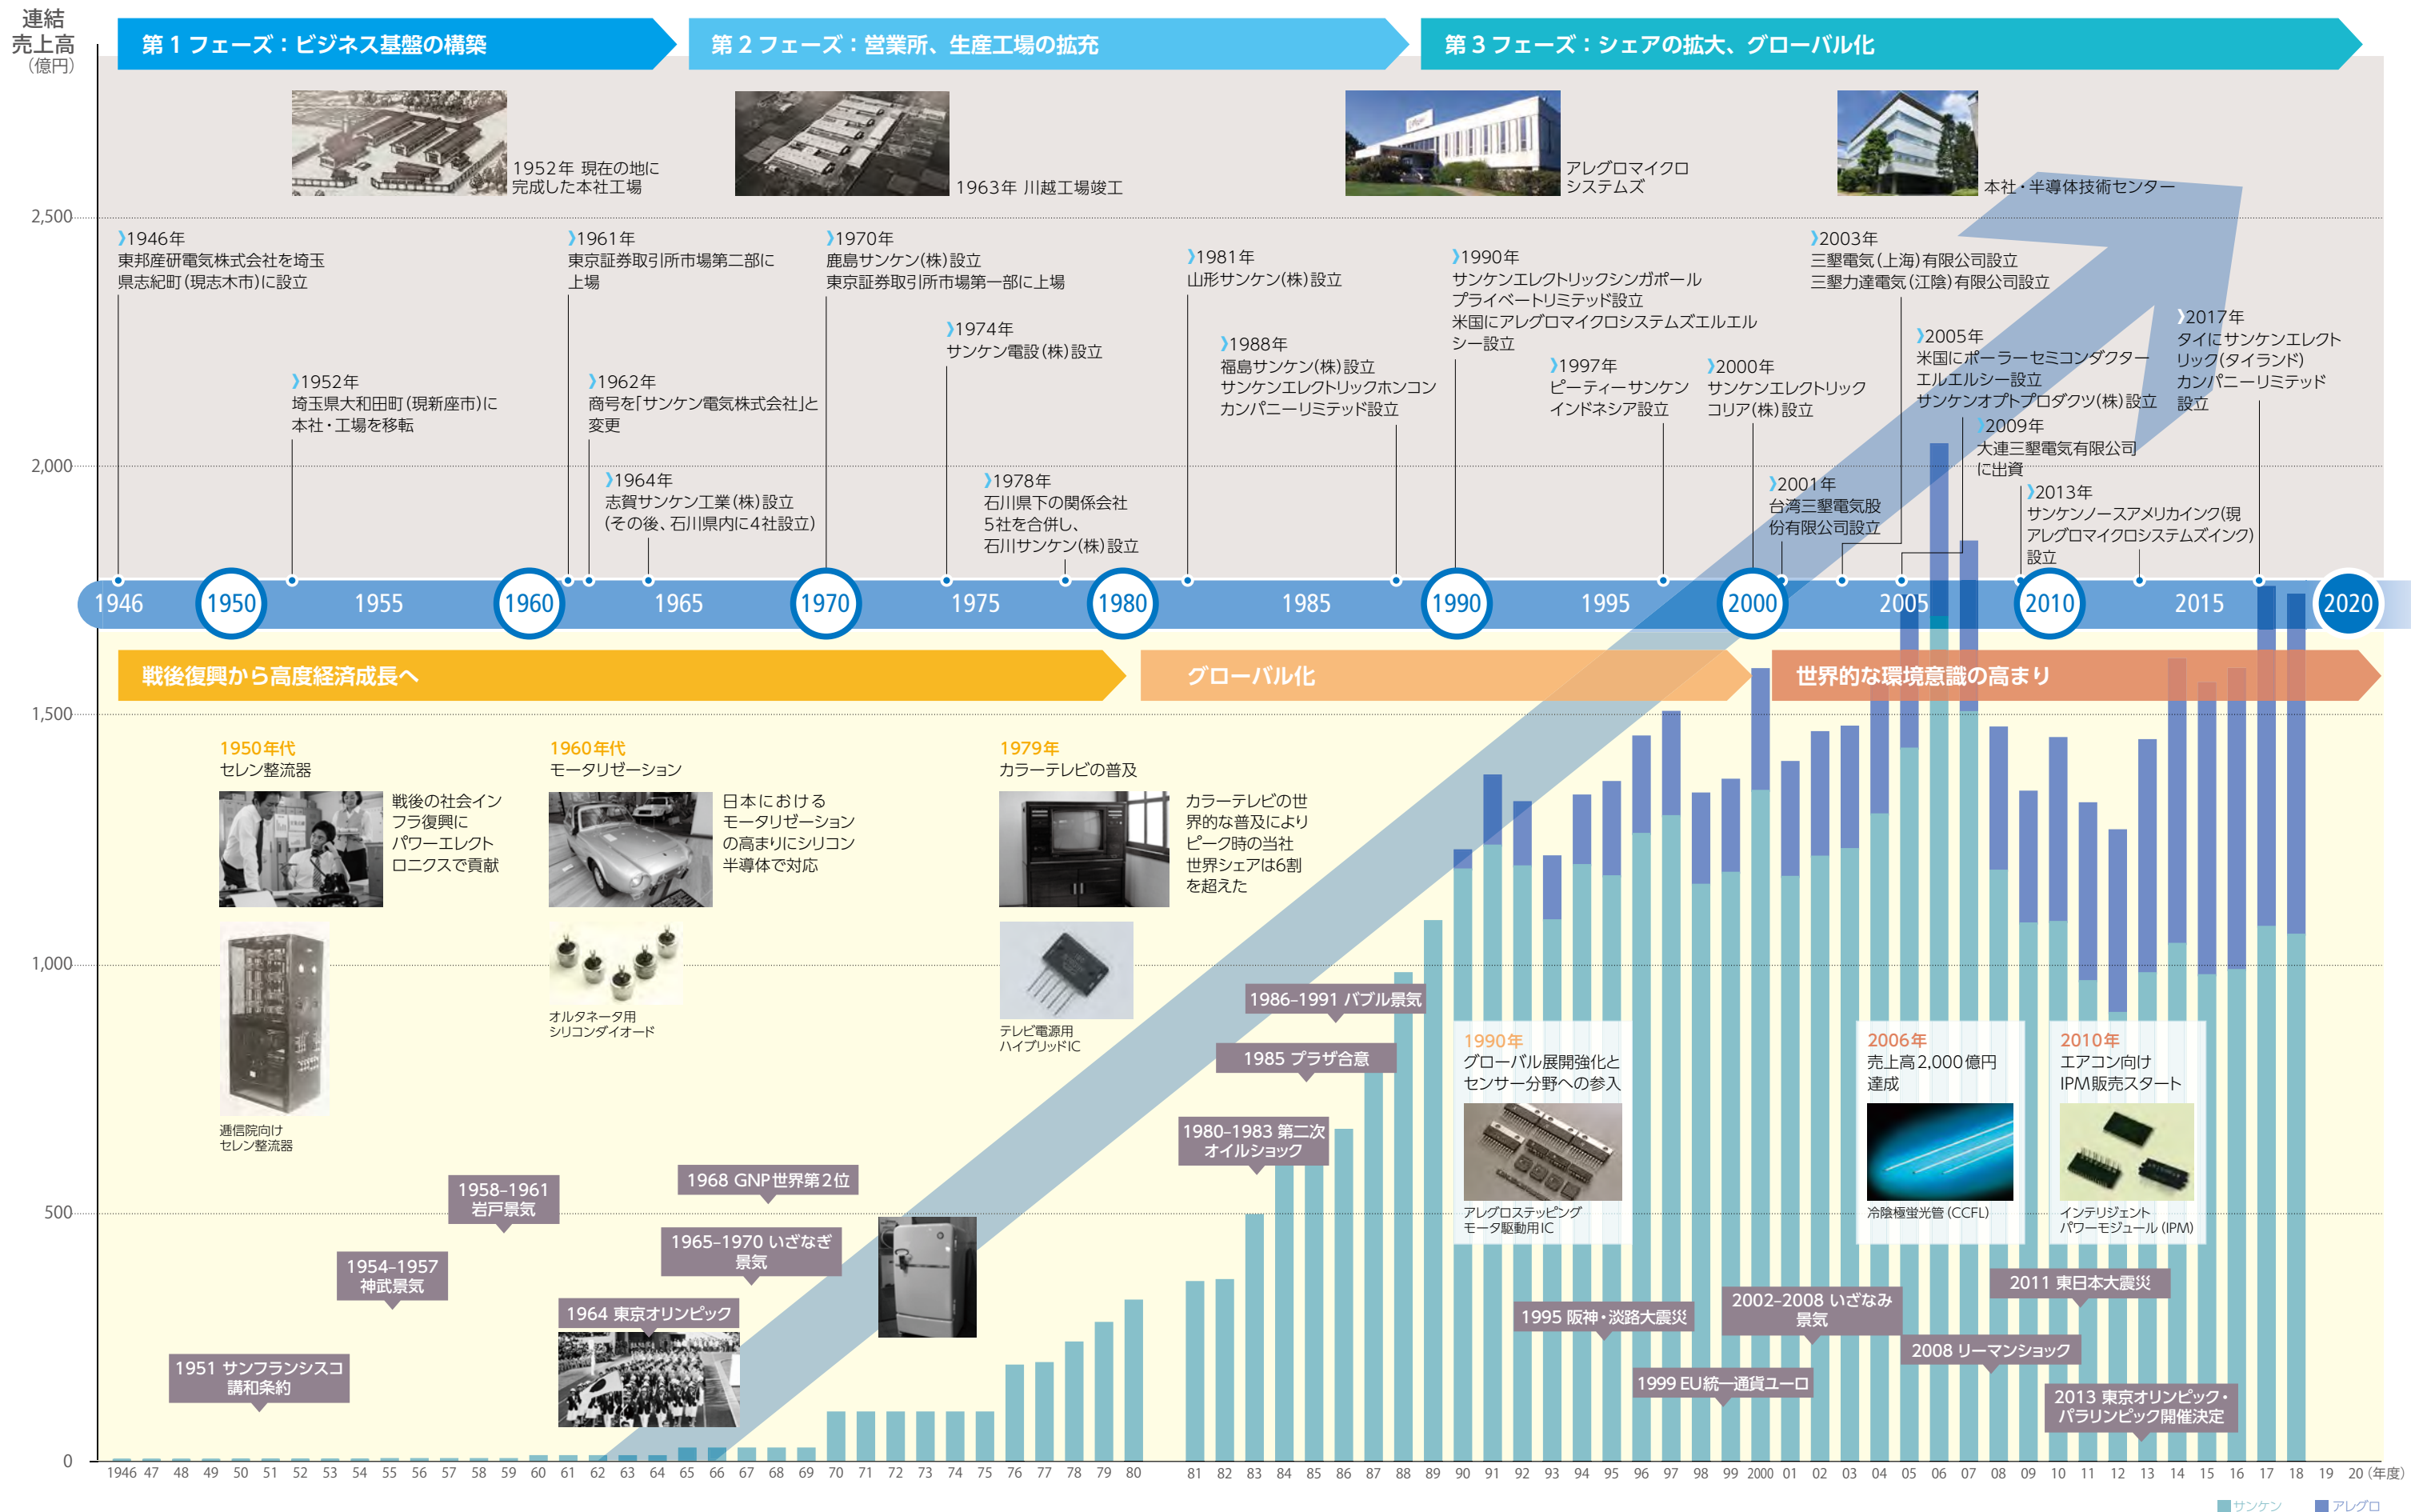 連結
売上高
（億円）
第1フェーズ：ビジネス基盤の構築
第2フェーズ：営業所、生産工場の拡充
第3フェーズ：シェアの拡大、グローバル化
1952年 現在の地に
完成した本社工場
1963年 川越工場竣工
アレグロマイクロ
システムズ
本社・半導体技術センター
2,500
2,000
1,500
1,000
500
0
》1946年
東邦産研電気株式会社を埼玉
県志紀町（現志木市）に設立
》1952年
埼玉県大和田町（現新座市）に
本社・工場を移転
》1961年
東京証券取引所市場第二部に
上場
》1962年
商号を「サンケン電気株式会社」と
変更
》1964年
志賀サンケン工業（株）設立
（その後、石川県内に4社設立）
》1970年
鹿島サンケン（株）設立
東京証券取引所市場第一部に上場
》1974年
サンケン電設（株）設立
》1978年
石川県下の関係会社
5社を合併し、
石川サンケン（株）設立
》1981年
山形サンケン（株）設立
》1988年
福島サンケン（株）設立
サンケンエレクトリックホンコン
カンパニーリミテッド設立
》1990年
サンケンエレクトリックシンガポール
プライベートリミテッド設立
米国にアレグロマイクロシステムズエルエル
シー設立
》1997年
ピーティーサンケン
インドネシア設立
》2000年
サンケンエレクトリック
コリア（株）設立
》2001年
台湾三墾電気股
份有限公司設立
》2003年
三墾電気（上海）有限公司設立
三墾力達電気（江陰）有限公司設立
》2005年
米国にポーラーセミコンダクター
エルエルシー設立
サンケンオプトプロダクツ（株）設立
》2009年
大連三墾電気有限公司
に出資
》2013年
サンケンノースアメリカインク（現
アレグロマイクロシステムズインク）
設立
》2017年
タイにサンケンエレクト
リック（タイランド）
カンパニーリミテッド
設立
1946 1950 1955 1960 1965 1970 1975 1980 1985 1990 1995 2000 2005 2010 2015 2020
戦後復興から高度経済成長へ
グローバル化
世界的な環境意識の高まり
1950年代
セレン整流器
戦後の社会イン
フラ復興に
パワーエレクト
ロニクスで貢献
逓信院向け
セレン整流器
1960年代
モータリゼーション
日本における
モータリゼーション
の高まりにシリコン
半導体で対応
オルタネータ用
シリコンダイオード
1979年
カラーテレビの普及
カラーテレビの世
界的な普及により
ピーク時の当社
世界シェアは6割
を超えた
テレビ電源用
ハイブリッドIC
1990年
グローバル展開強化と
センサー分野への参入
アレグロステッピング
モータ駆動用IC
2006年
売上高2,000億円
達成
冷陰極蛍光管（CCFL）
2010年
エアコン向け
IPM販売スタート
インテリジェント
パワーモジュール（IPM）
1951 サンフランシスコ
講和条約
1954–1957
神武景気
1958–1961
岩戸景気
1964 東京オリンピック
1965–1970 いざなぎ
景気
1968 GNP世界第2位
1980–1983 第二次
オイルショック
1985 プラザ合意
1986–1991 バブル景気
1995 阪神・淡路大震災
1999 EU統一通貨ユーロ
2002–2008 いざなみ
景気
2008 リーマンショック
2011 東日本大震災
2013 東京オリンピック・
パラリンピック開催決定
1946 47 48 49 50 51 52 53 54 55 56 57 58 59 60 61 62 63 64 65 66 67 68 69 70 71 72 73 74 75 76 77 78 79 80 81 82 83 84 85 86 87 88 89 90 91 92 93 94 95 96 97 98 99 2000 01 02 03 04 05 06 07 08 09 10 11 12 13 14 15 16 17 18 19 20（年度）
サンケン アレグロ